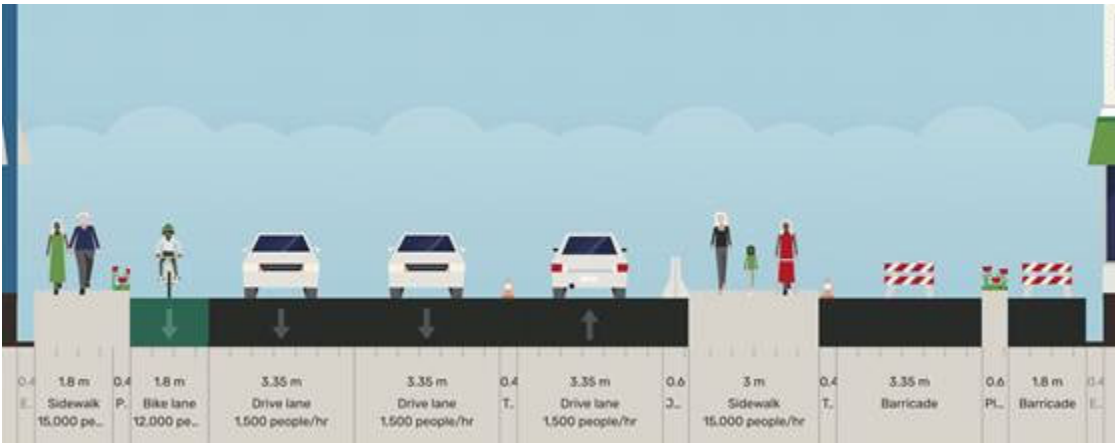 0.4
1.8 m
0.4
1.8 m
3.35 m
3.35 m
0.4
3.35 m
0.6
3 m
0.4
3.35 m
0.6
1.8 m
0.4
E..
Sidewalk
P..
Bike lane
Drive lane
Drive lane
T..
Drive lane
J...
Sidewalk
T..
Barricade
Pl...
Barricade
E..
15,000 pe...
12,000 pe...
1,500 people/hr
1,500 people/hr
1,500 people/hr
15,000 people/hr